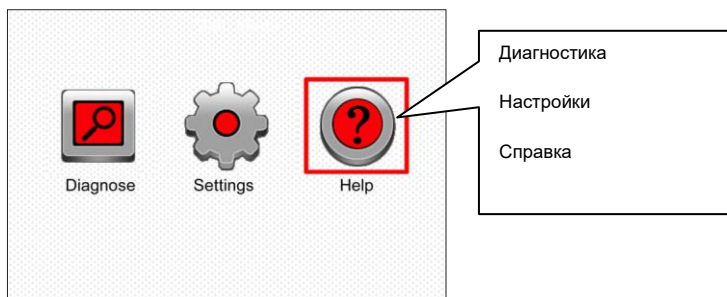 Diagnose
Settings
Help
Диагностика
Настройки
Справка